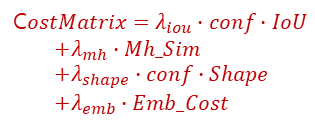 CostMatrix = λ_iou · conf · IoU
+λ_mh · Mh_Sim
+λ_shape · conf · Shape
+λ_emb · Emb_Cost